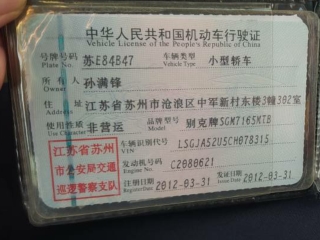 中华人民共和国机动车行驶证
Vehicle License of the People's Republic of China
号牌号码 苏E84B47 车辆类型 小型轿车
Plate No. Vehicle Type
所有人 孙满锋
Owner
住址 江苏省苏州市沧浪区中军新村东楼3幢302室
Address
使用性质 非营运 品牌型号 别克牌SGM7165MTB
Use Character Model
江苏省苏州
市公安局交通
巡逻警察支队
车辆识别代号 LSGJA52U5CH078315
VIN
发动机号码 C2080621
Engine No.
注册日期 2012-03-31 发证日期 2012-03-31
Register Date Issue Date